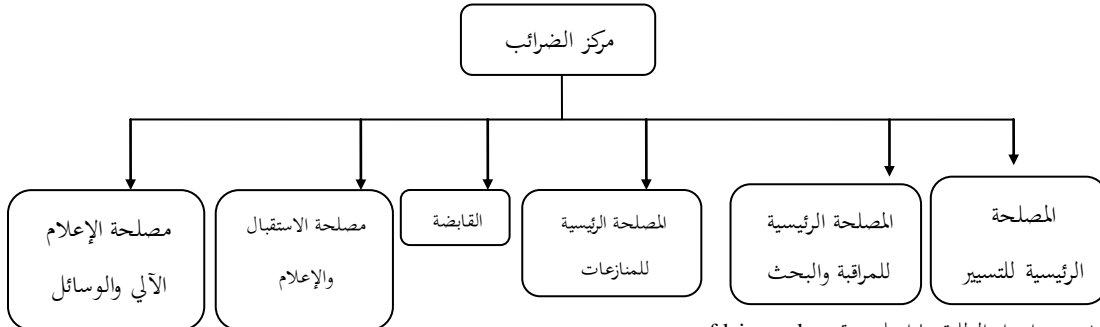 مركز الضرائب
المصلحة
الرئيسية للتسيير
المصلحة الرئيسية
للمراقبة والبحث
المصلحة الرئيسية
للمنازعات
القابضة
مصلحة الاستقبال
والإعلام
مصلحة الإعلام
الآلي والوسائل